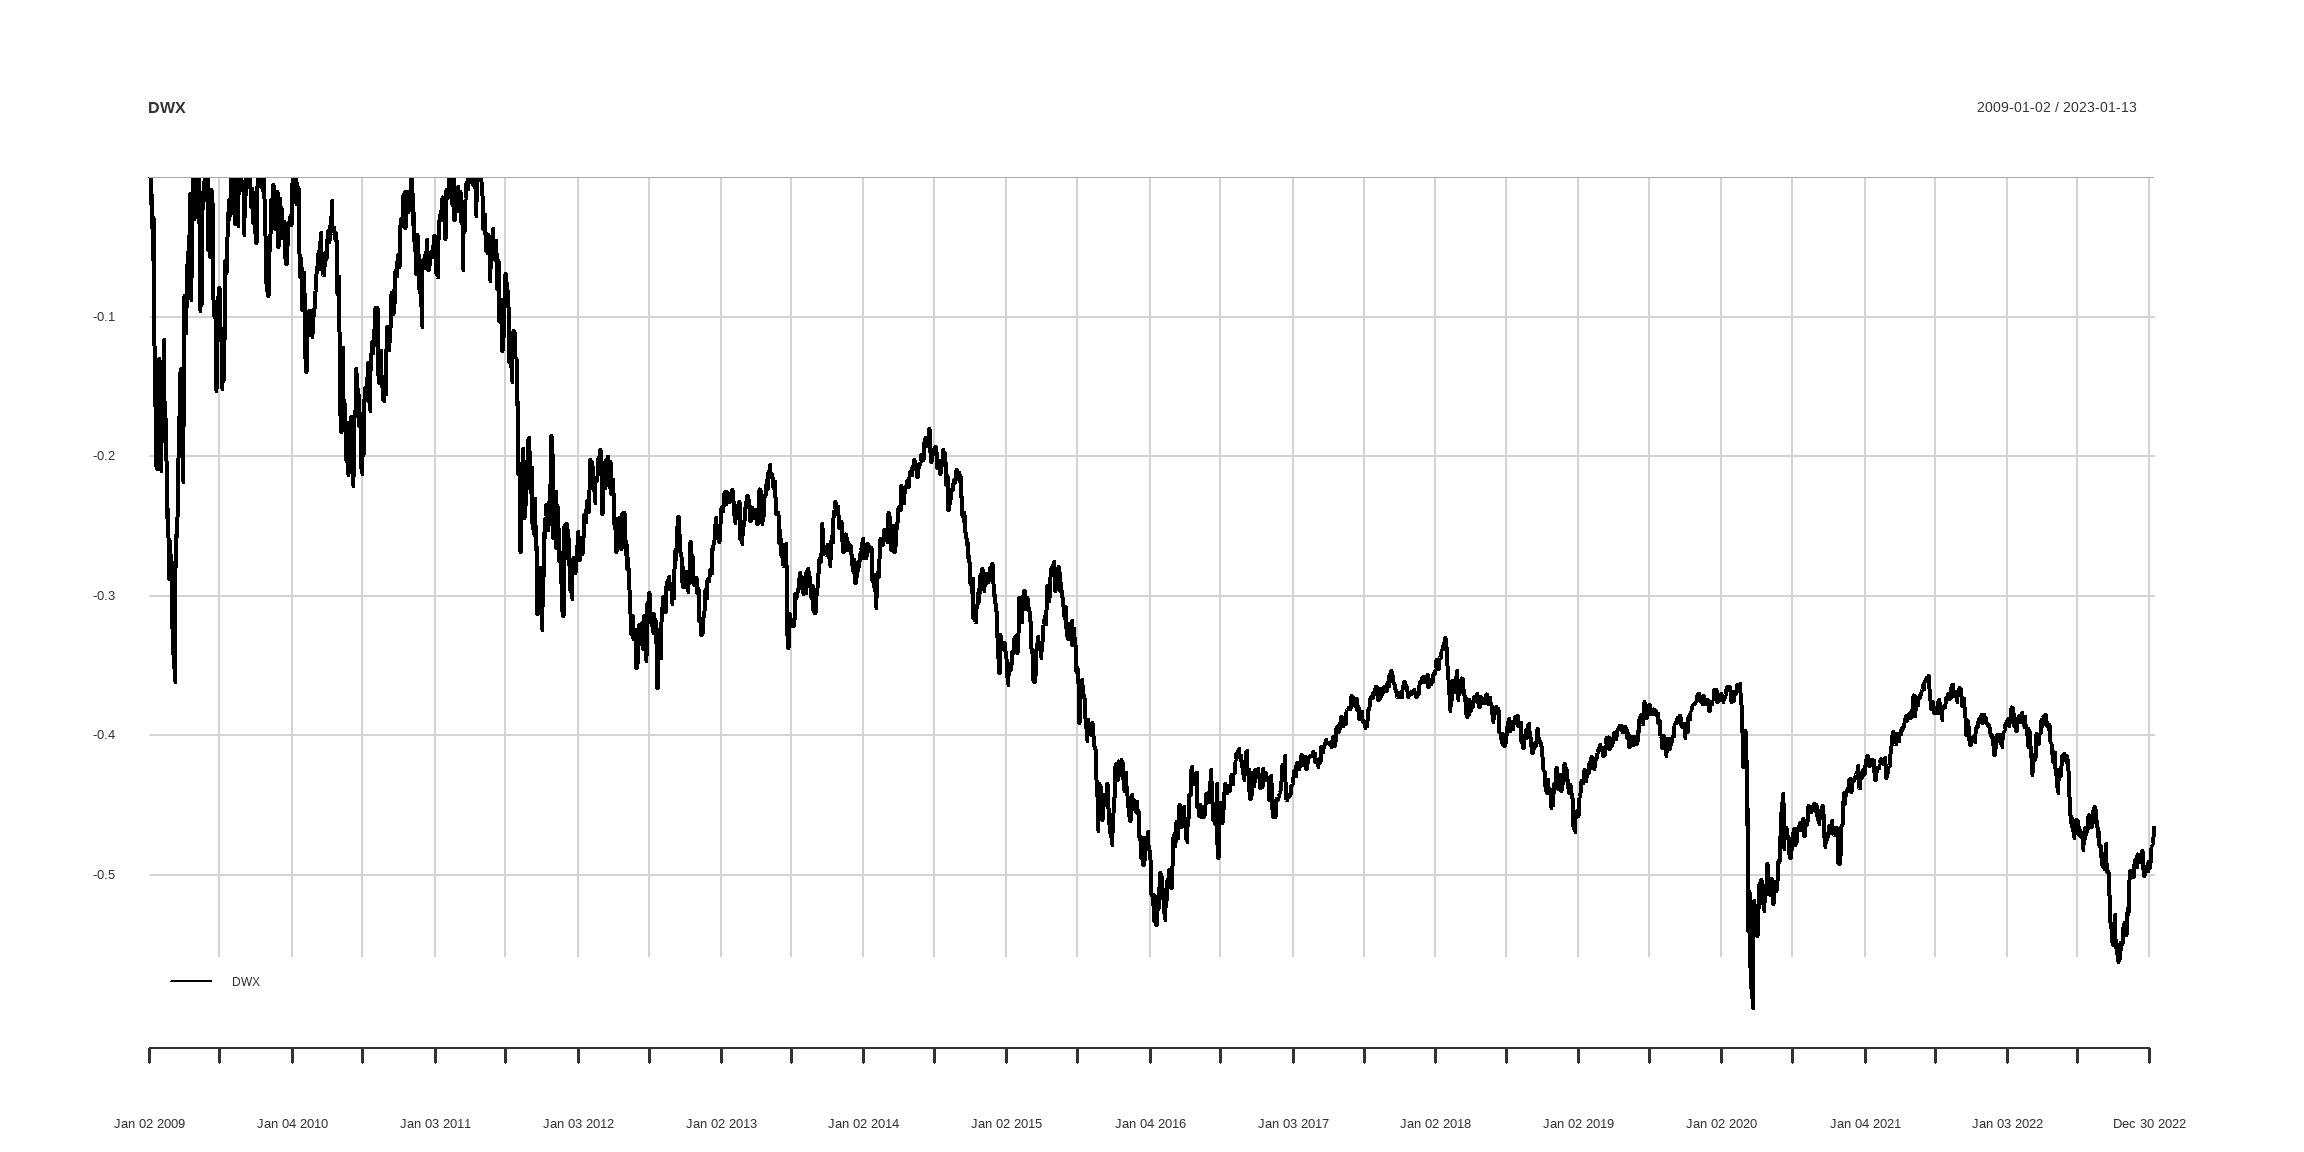 DWX
2009-01-02 / 2023-01-13
-0.1
-0.2
-0.3
-0.4
-0.5
DWX
Jan 02 2009
Jan 04 2010
Jan 03 2011
Jan 03 2012
Jan 02 2013
Jan 02 2014
Jan 02 2015
Jan 04 2016
Jan 03 2017
Jan 02 2018
Jan 02 2019
Jan 02 2020
Jan 04 2021
Jan 03 2022
Dec 30 2022